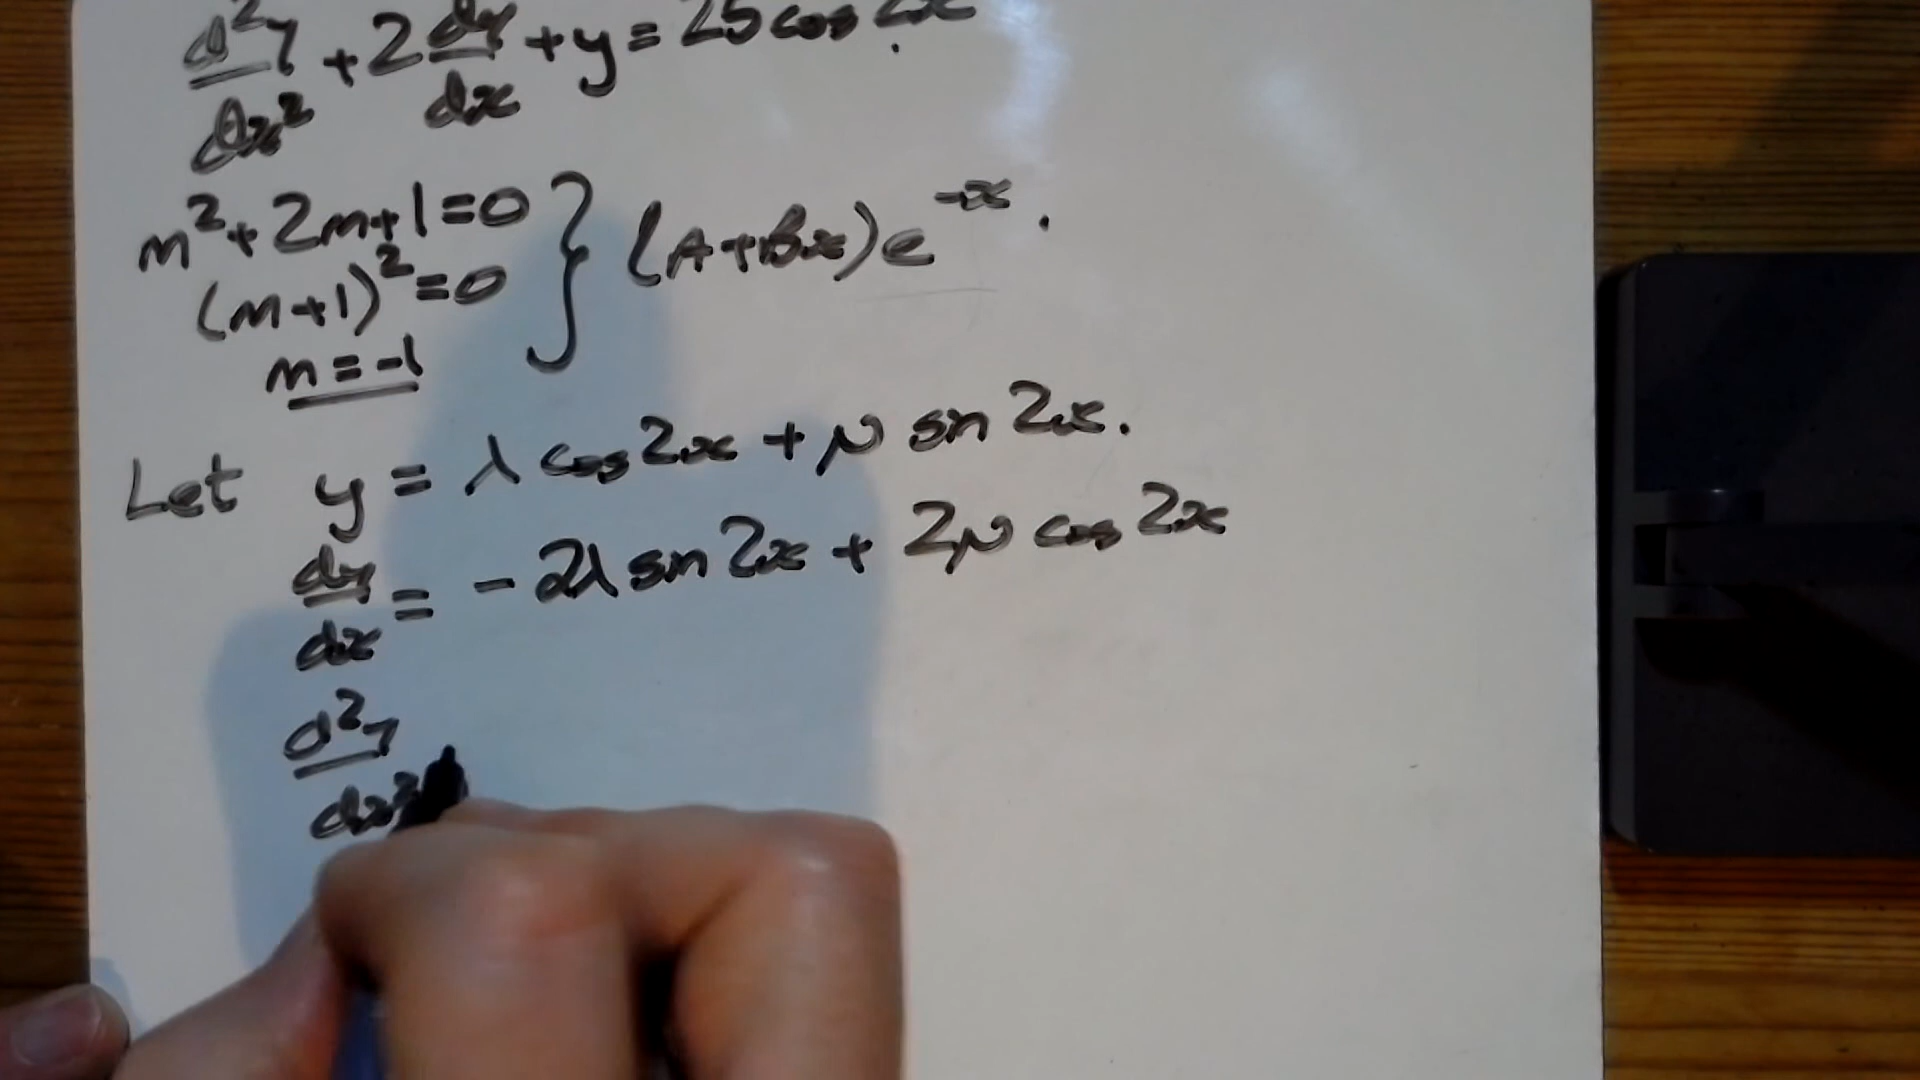 d²y/dx² + 2 dy/dx + y = 25 cos 2x
m² + 2m + 1 = 0 } (A+Bx)e^-x.
(m+1)² = 0
m = -1
Let y = λ cos 2x + μ sin 2x.
dy/dx = - 2λ sin 2x + 2μ cos 2x
d²y/dx²